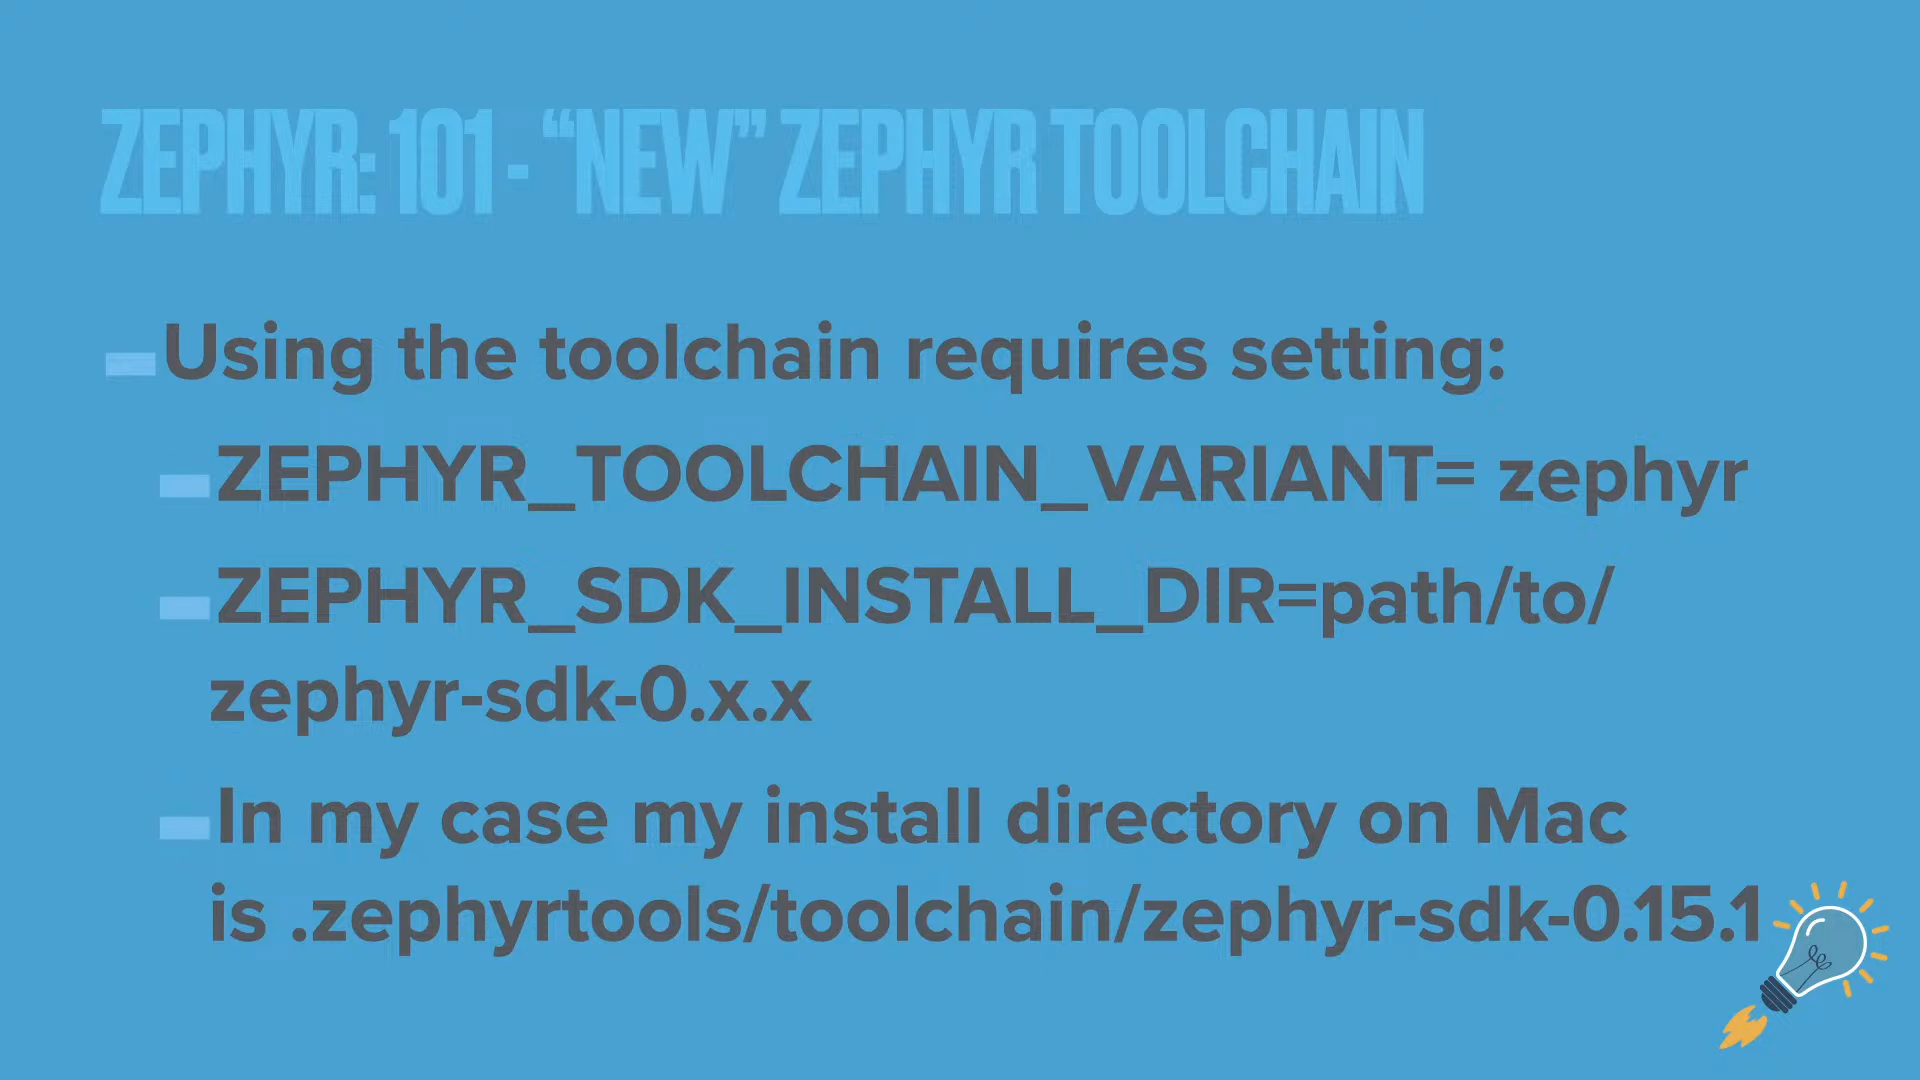 ZEPHYR: 101 - “NEW” ZEPHYR TOOLCHAIN
Using the toolchain requires setting:
ZEPHYR_TOOLCHAIN_VARIANT= zephyr
ZEPHYR_SDK_INSTALL_DIR=path/to/
zephyr-sdk-0.x.x
In my case my install directory on Mac
is .zephyrtools/toolchain/zephyr-sdk-0.15.1